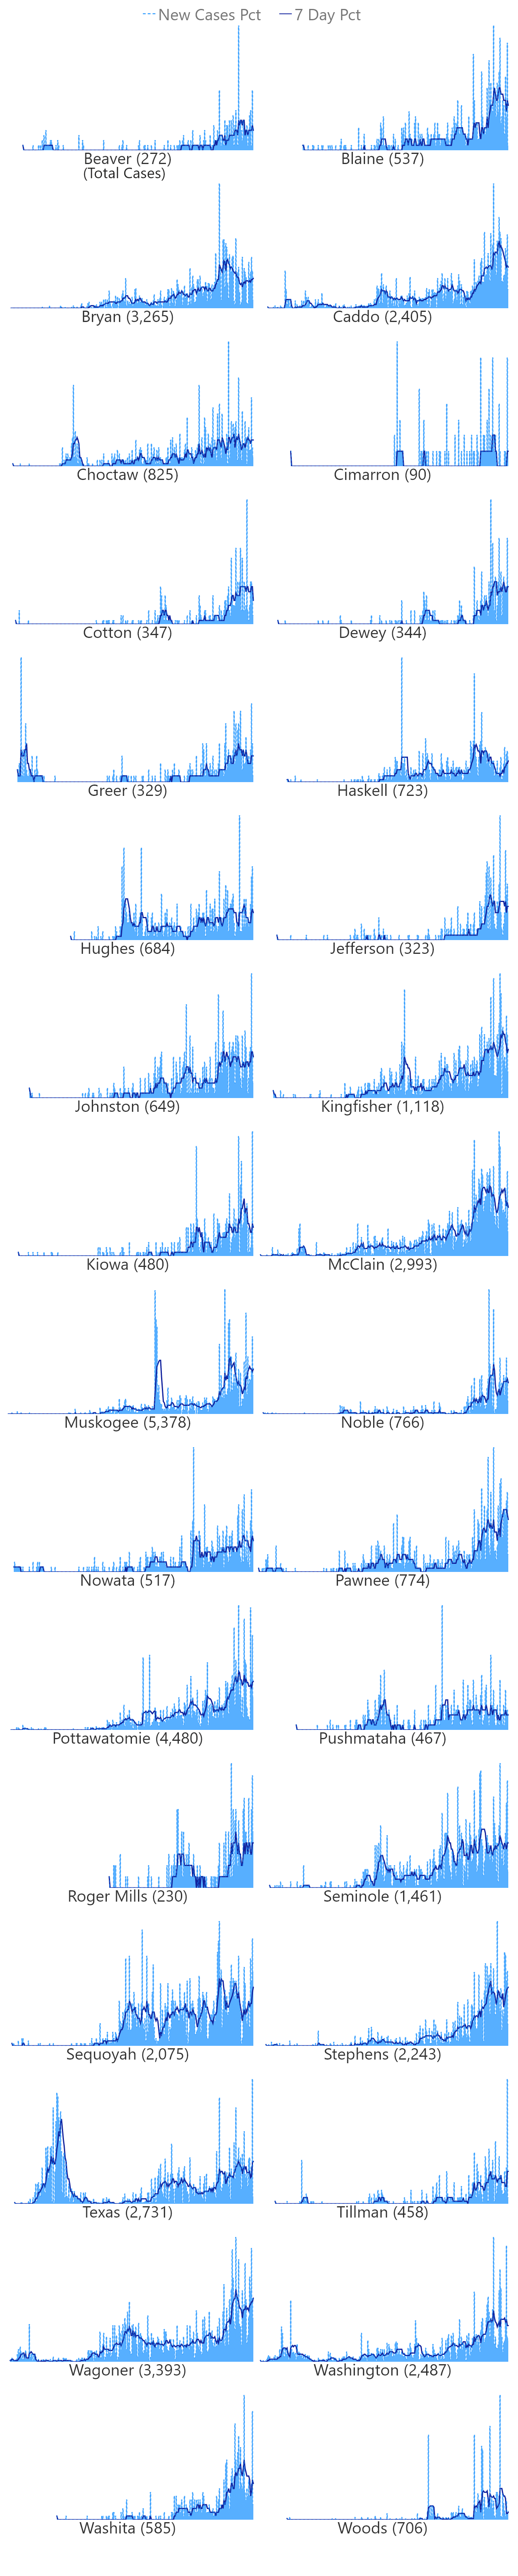 New Cases Pct 7 Day Pct
Beaver (272) Blaine (537)
(Total Cases)
Bryan (3,265) Caddo (2,405)
Choctaw (825) Cimarron (90)
Cotton (347) Dewey (344)
Greer (329) Haskell (723)
Hughes (684) Jefferson (323)
Johnston (649) Kingfisher (1,118)
Kiowa (480) McClain (2,993)
Muskogee (5,378) Noble (766)
Nowata (517) Pawnee (774)
Pottawatomie (4,480) Pushmataha (467)
Roger Mills (230) Seminole (1,461)
Sequoyah (2,075) Stephens (2,243)
Texas (2,731) Tillman (458)
Wagoner (3,393) Washington (2,487)
Washita (585) Woods (706)